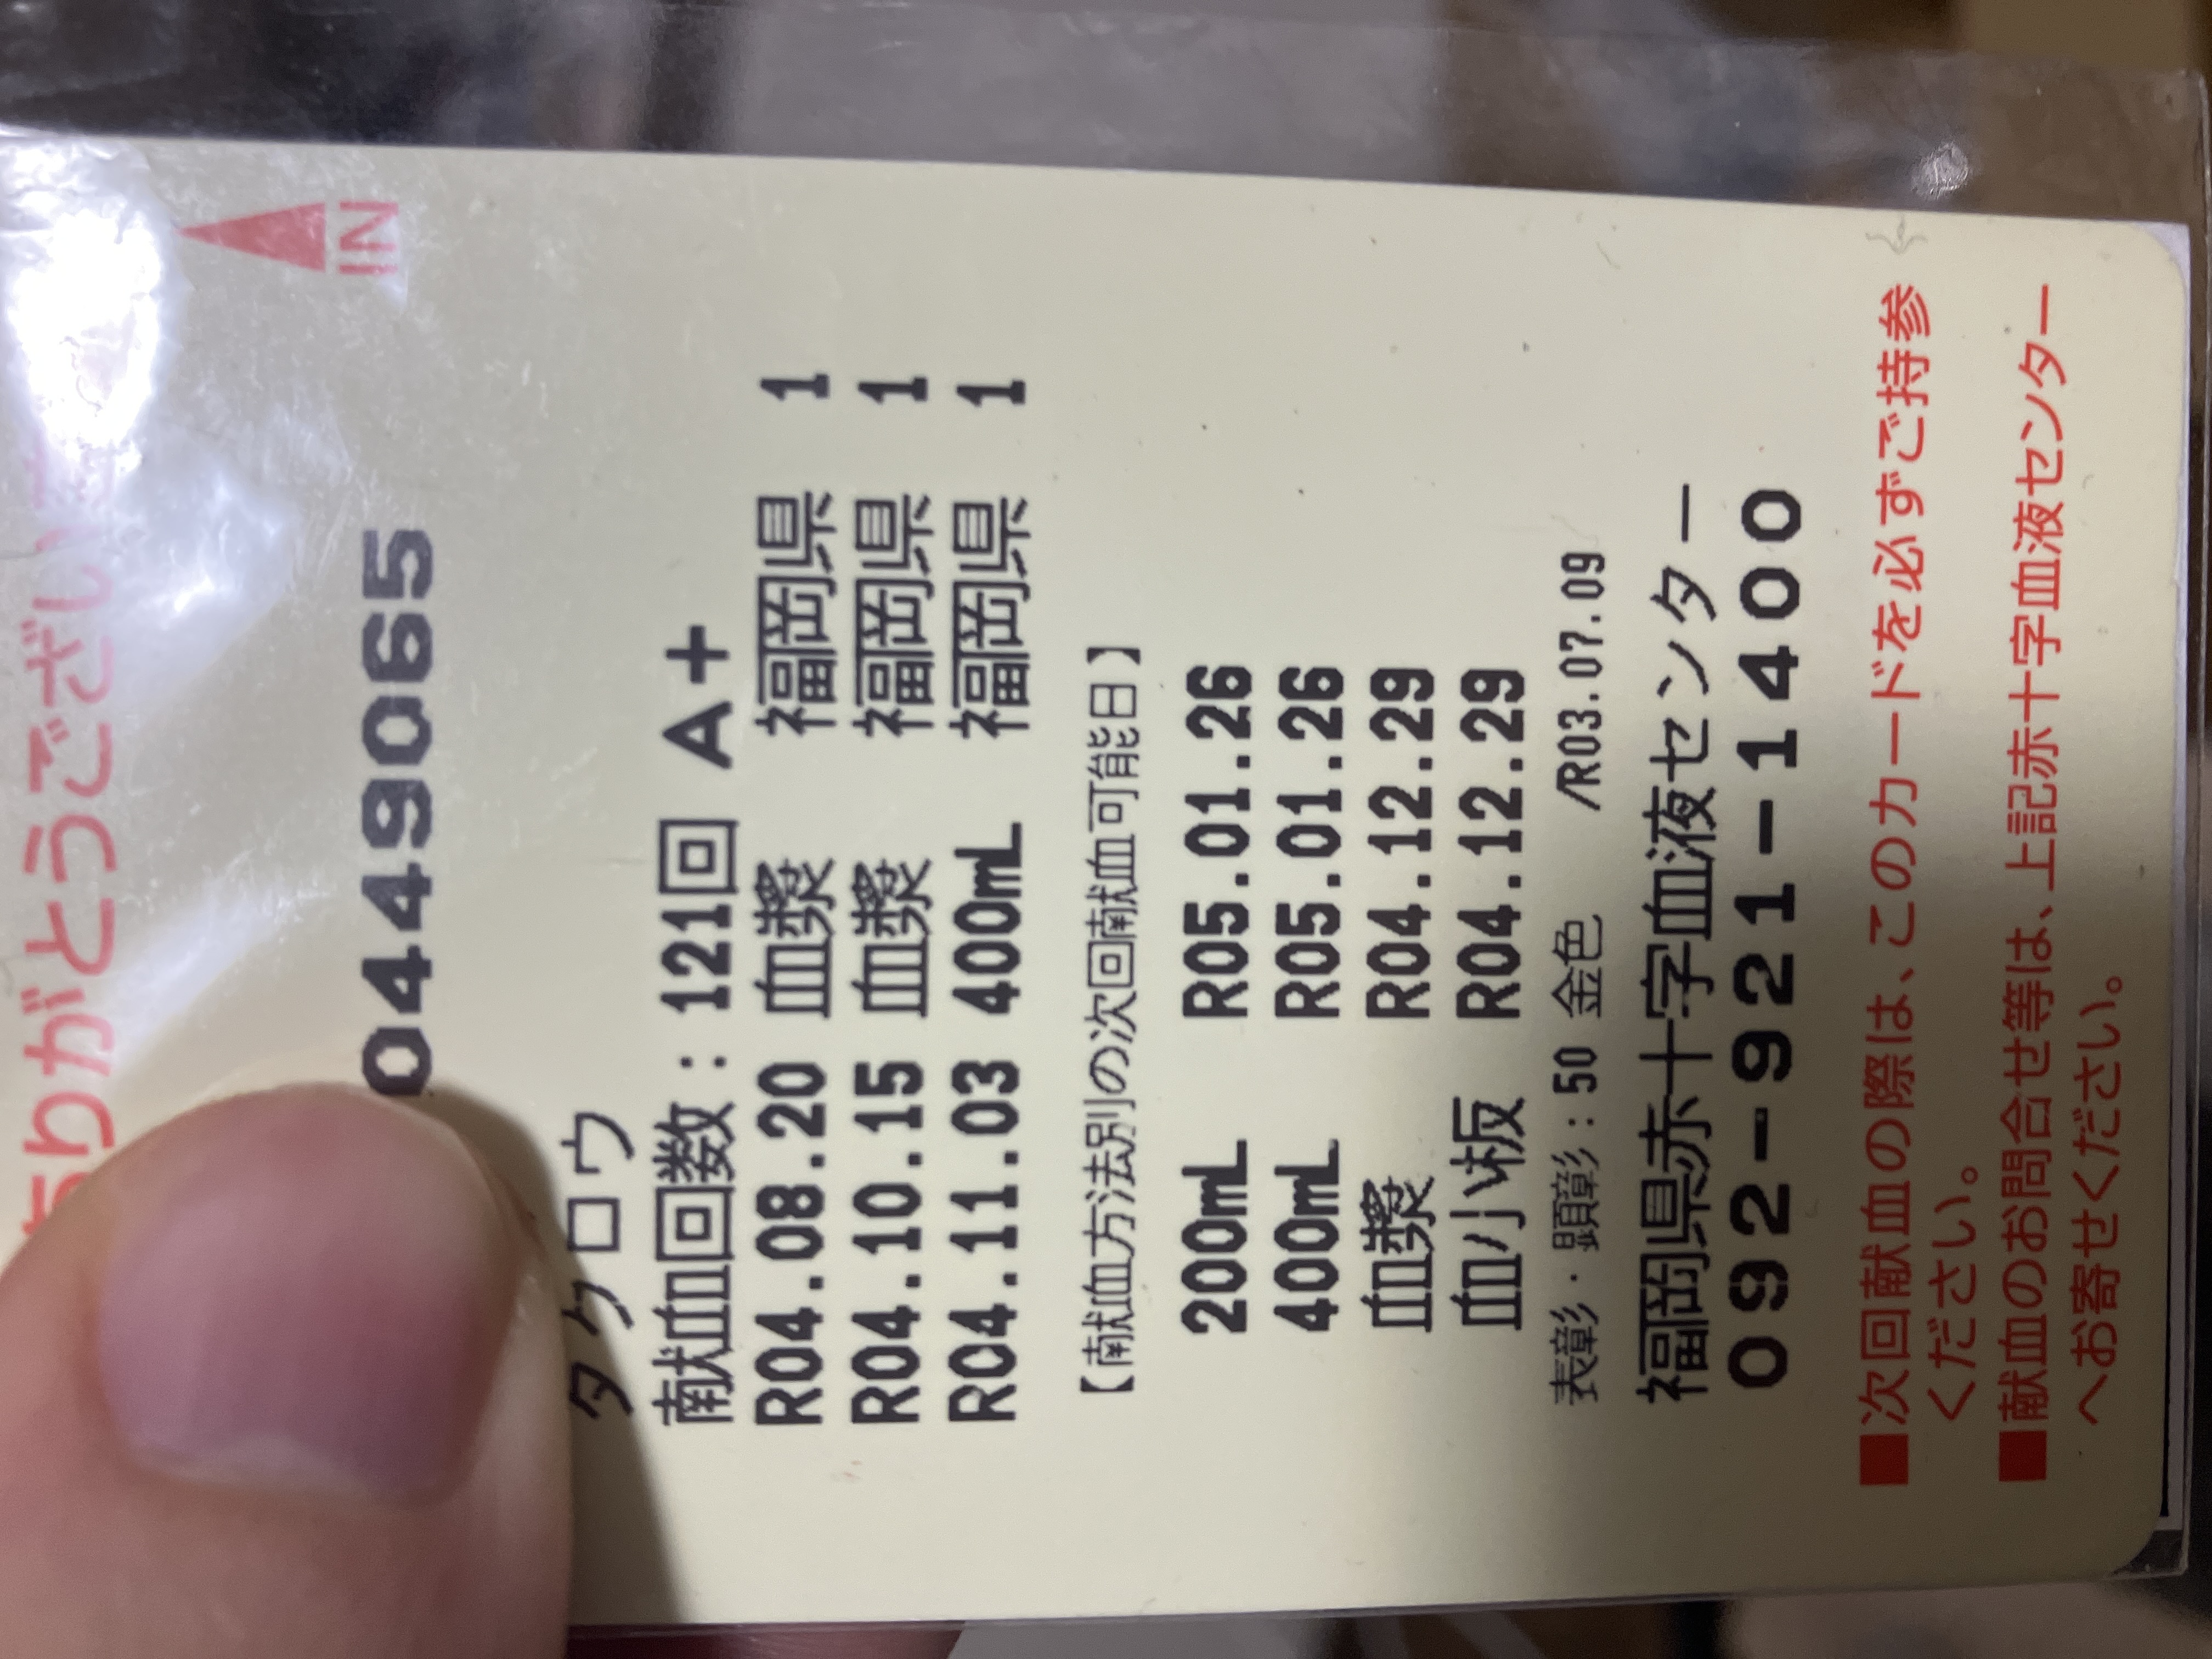 ありがとうござい
IN
0449065
タクロウ
献血回数: 121回 A+
R04.08.20 血漿 福岡県 1
R04.10.15 血漿 福岡県 1
R04.11.03 400mL 福岡県 1
【献血方法別の次回献血可能日】
200mL R05.01.26
400mL R05.01.26
血漿 R04.12.29
血小板 R04.12.29
表彰・顕彰:50 金色 /R03.07.09
福岡県赤十字血液センター
092-921-1400
■次回献血の際は、このカードを必ずご持参
ください。
■献血のお問合せ等は、上記赤十字血液センター
へお寄せください。